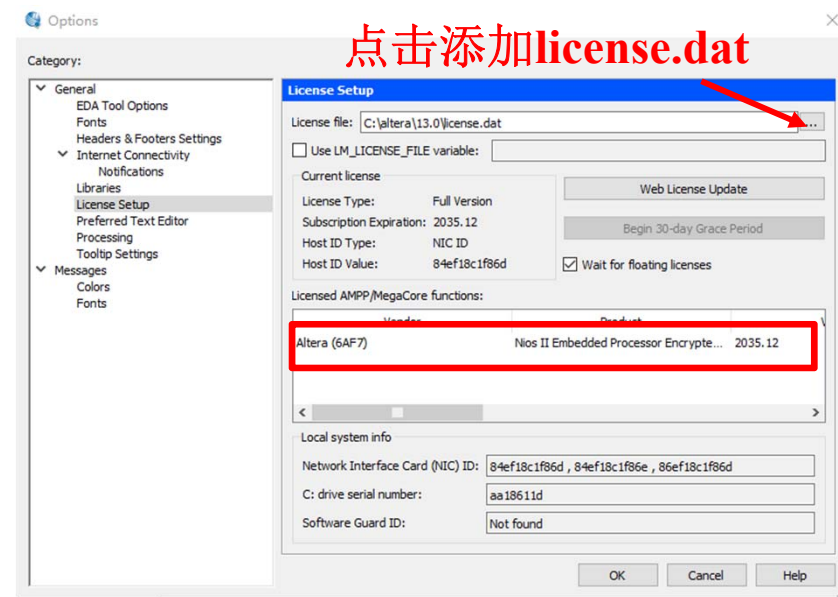 Options
点击添加license.dat
Category:
General
EDA Tool Options
Fonts
Headers & Footers Settings
Internet Connectivity
Notifications
Libraries
License Setup
Preferred Text Editor
Processing
Tooltip Settings
Messages
Colors
Fonts
License Setup
License file: C:\altera\13.0\license.dat ...
Use LM_LICENSE_FILE variable:
Current license
License Type: Full Version
Subscription Expiration: 2035.12
Host ID Type: NIC ID
Host ID Value: 84ef18c1f86d
Web License Update
Begin 30-day Grace Period
Wait for floating licenses
Licensed AMPP/MegaCore functions:
Vendor Product
Altera (6AF7) Nios II Embedded Processor Encrypte... 2035.12
Local system info
Network Interface Card (NIC) ID: 84ef18c1f86d , 84ef18c1f86e , 86ef18c1f86d
C: drive serial number: aa18611d
Software Guard ID: Not found
OK Cancel Help